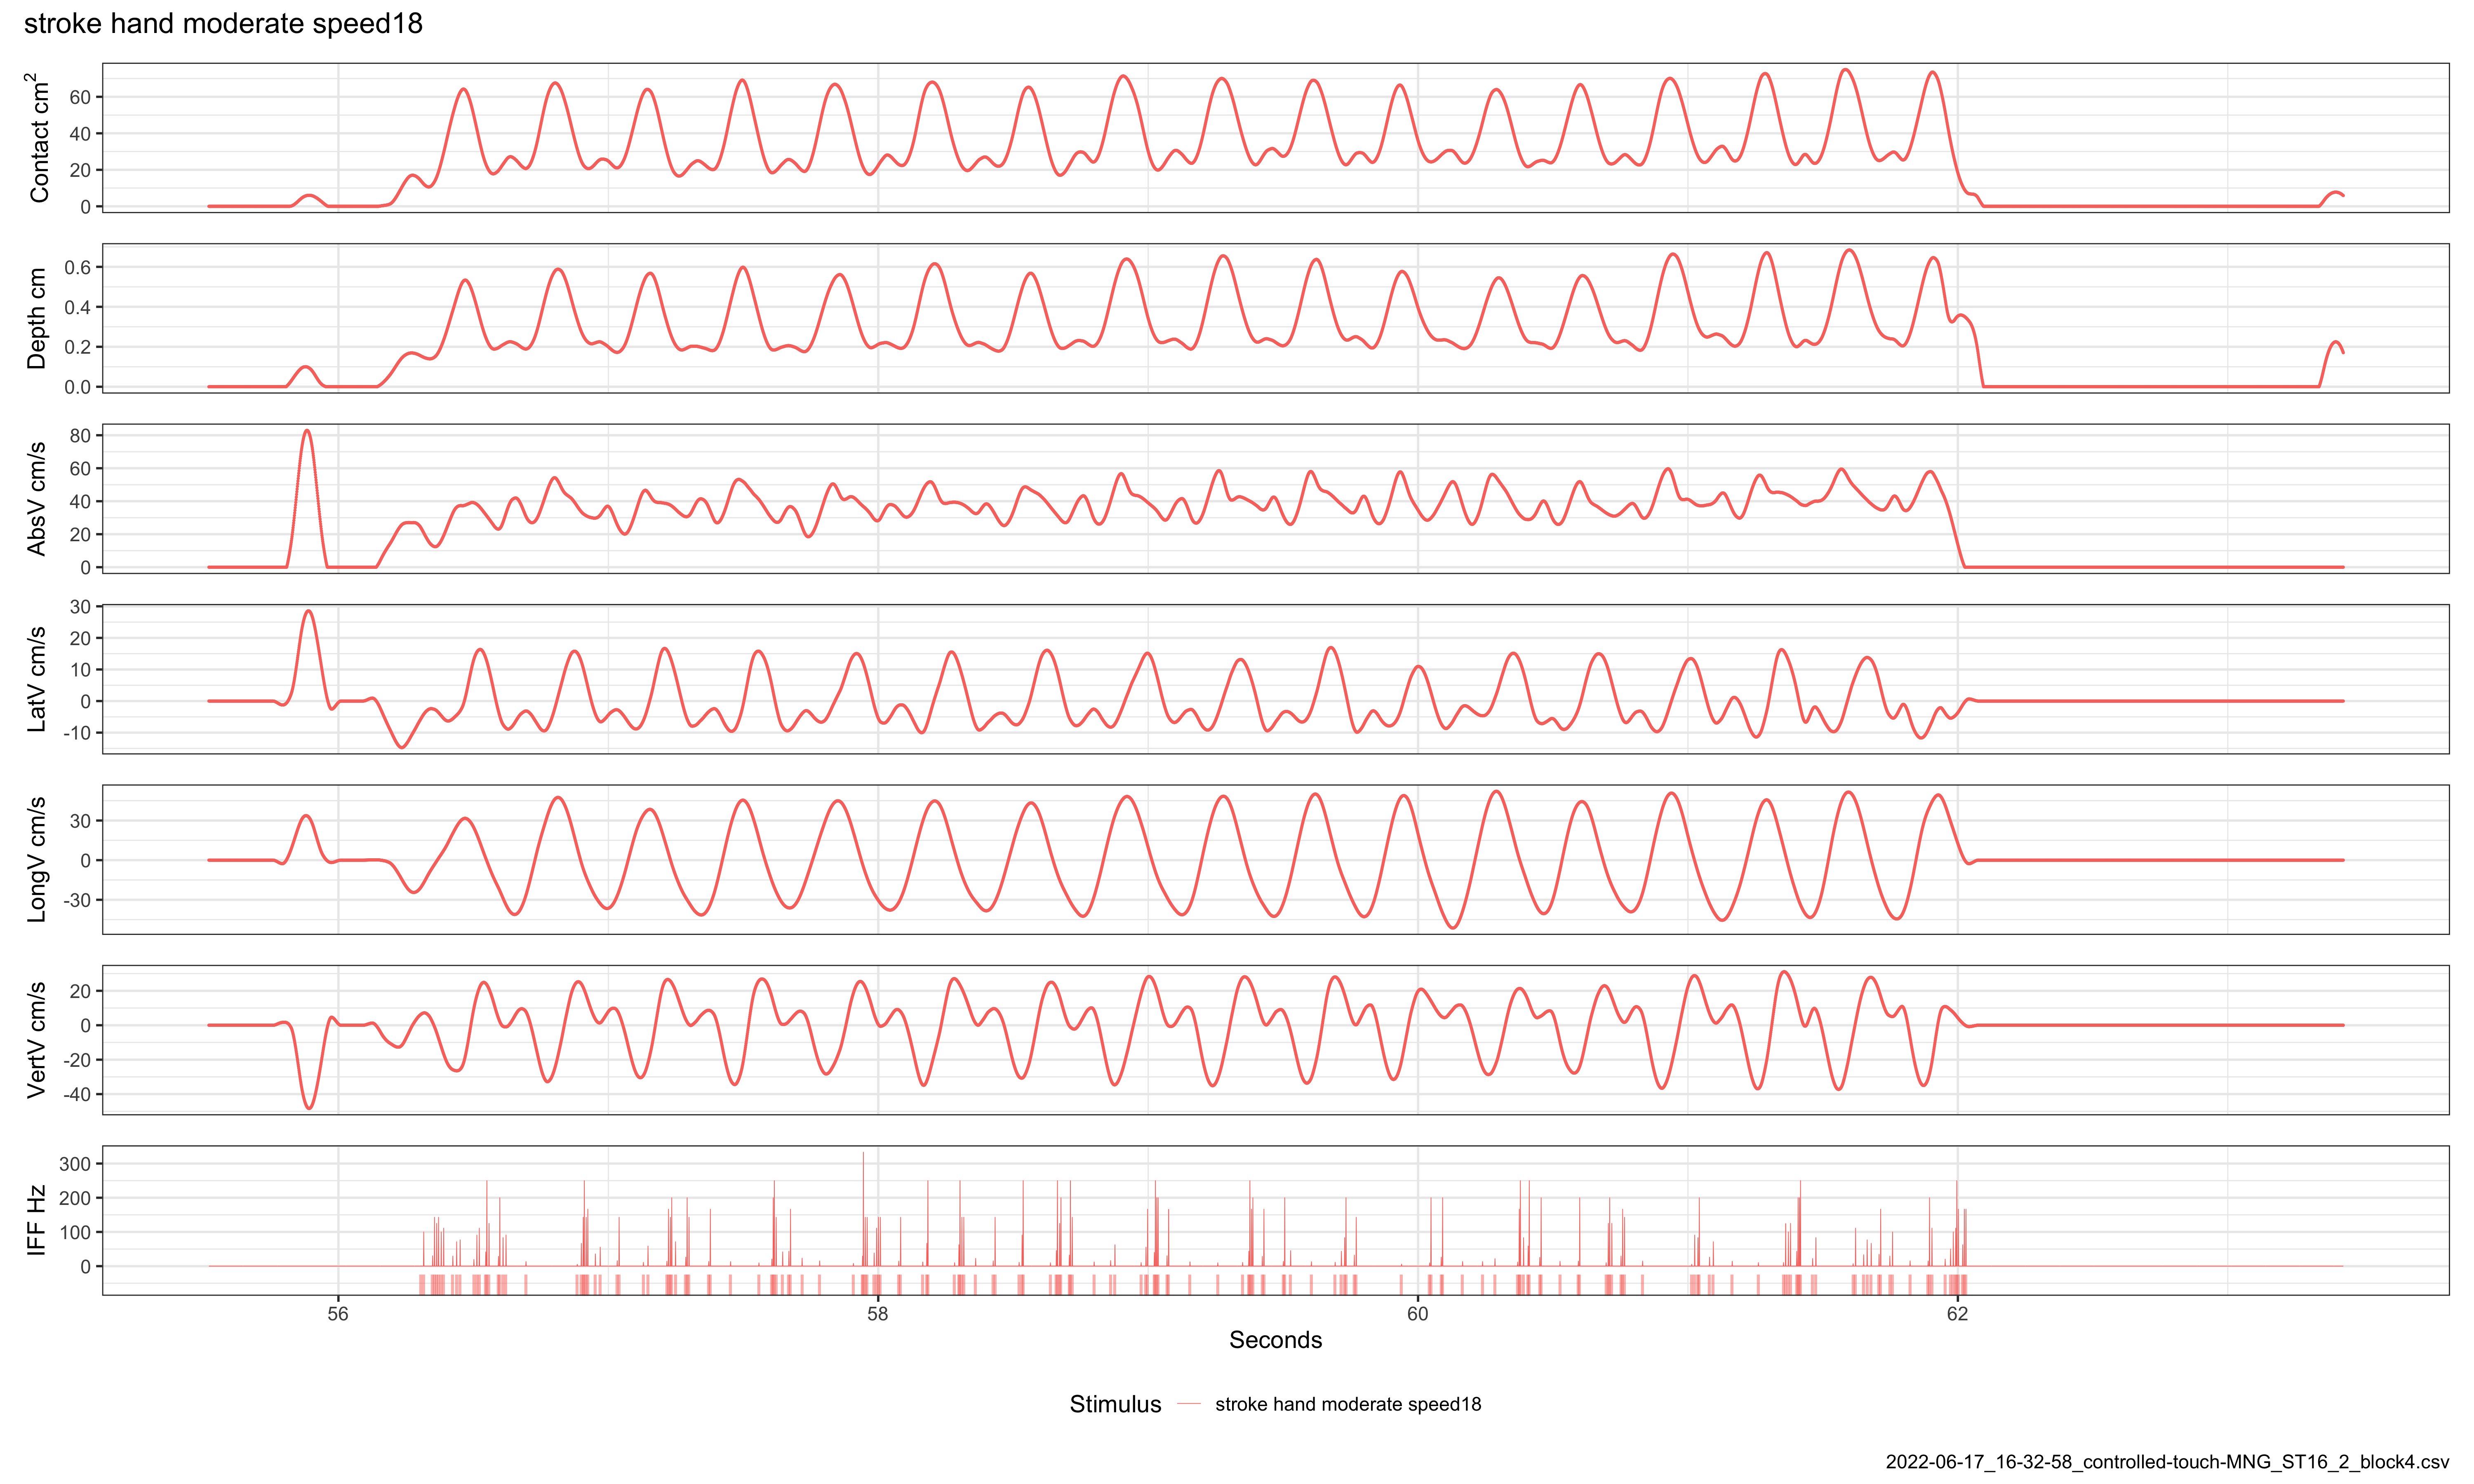 stroke hand moderate speed18
Contact cm²
60
40
20
0
Depth cm
0.6
0.4
0.2
0.0
AbsV cm/s
80
60
40
20
0
LatV cm/s
30
20
10
0
-10
LongV cm/s
30
0
-30
VertV cm/s
20
0
-20
-40
IFF Hz
300
200
100
0
56 58 60 62
Seconds
Stimulus stroke hand moderate speed18
2022-06-17_16-32-58_controlled-touch-MNG_ST16_2_block4.csv